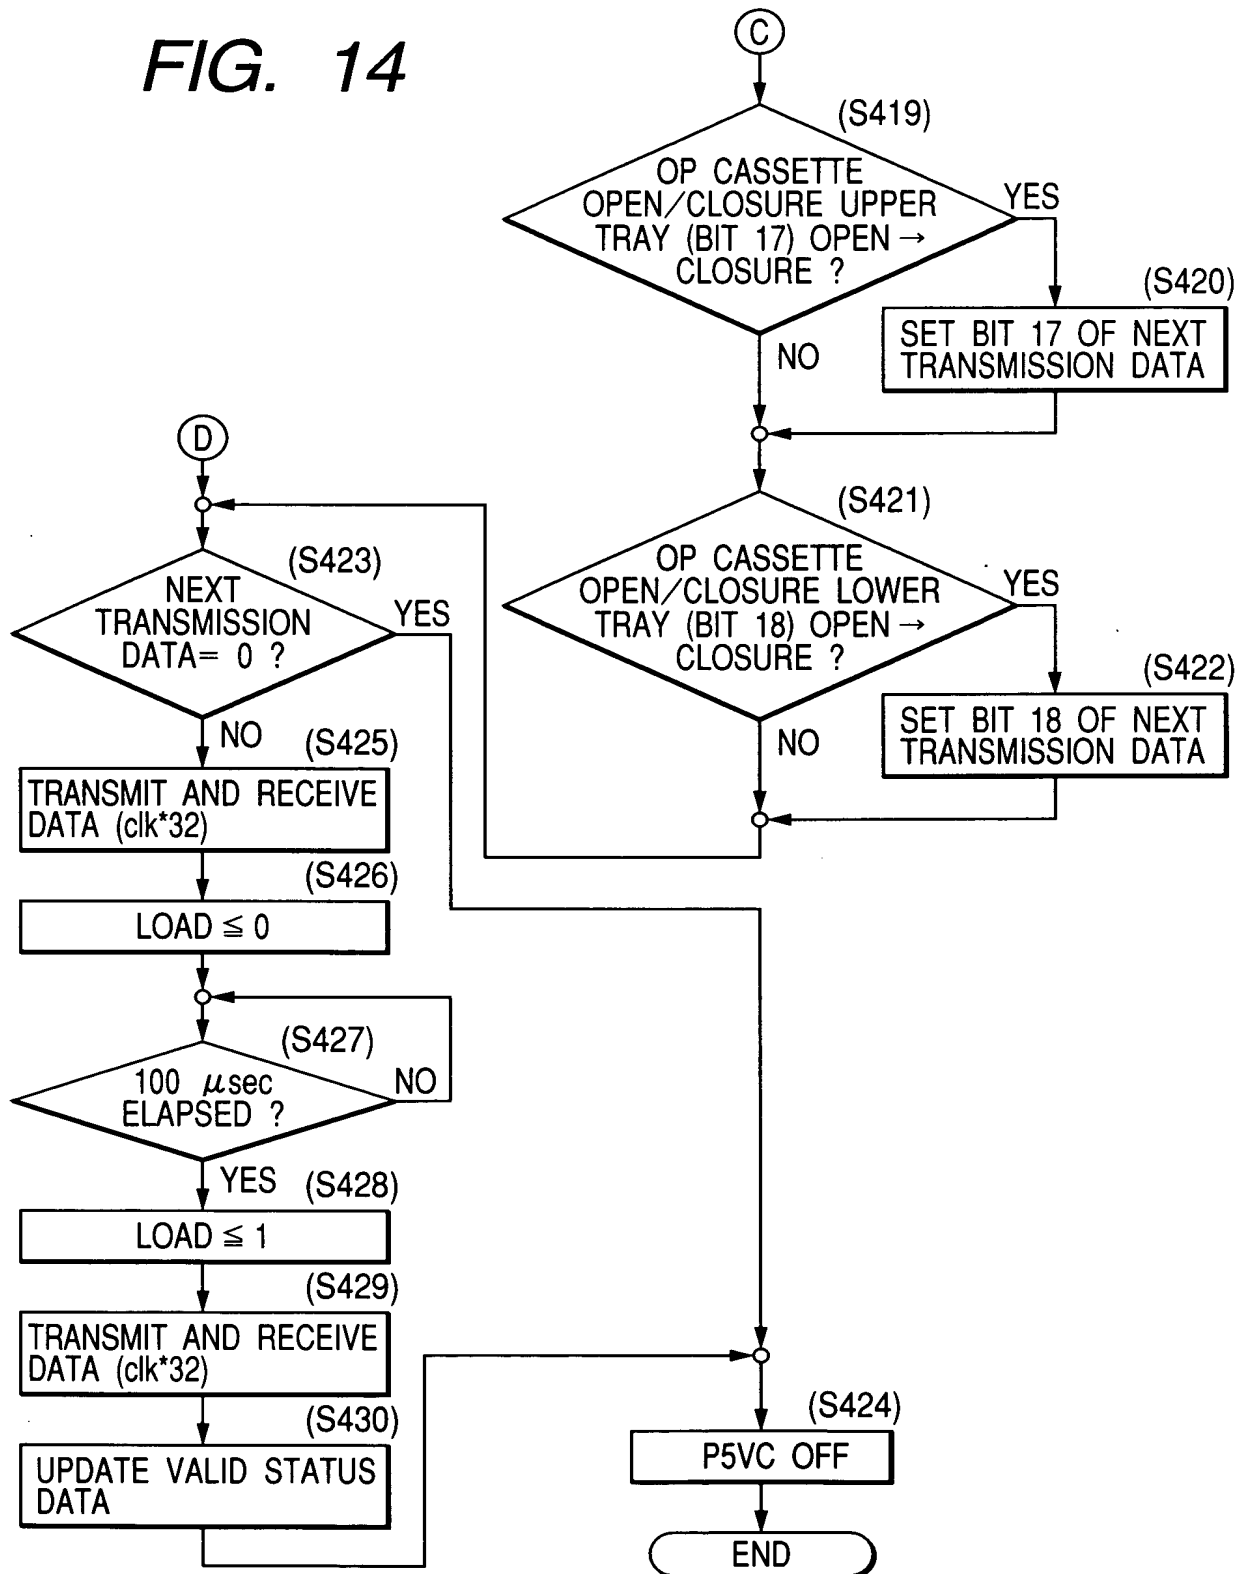 FIG. 14
C
(S419)
OP CASSETTE
OPEN/CLOSURE UPPER
TRAY (BIT 17) OPEN →
CLOSURE ?
YES
NO
(S420)
SET BIT 17 OF NEXT
TRANSMISSION DATA
(S421)
OP CASSETTE
OPEN/CLOSURE LOWER
TRAY (BIT 18) OPEN →
CLOSURE ?
YES
NO
(S422)
SET BIT 18 OF NEXT
TRANSMISSION DATA
D
(S423)
NEXT
TRANSMISSION
DATA= 0 ?
YES
NO
(S425)
TRANSMIT AND RECEIVE
DATA (clk*32)
(S426)
LOAD ≦ 0
(S427)
100 μsec
ELAPSED ?
NO
YES
(S428)
LOAD ≦ 1
(S429)
TRANSMIT AND RECEIVE
DATA (clk*32)
(S430)
UPDATE VALID STATUS
DATA
(S424)
P5VC OFF
END